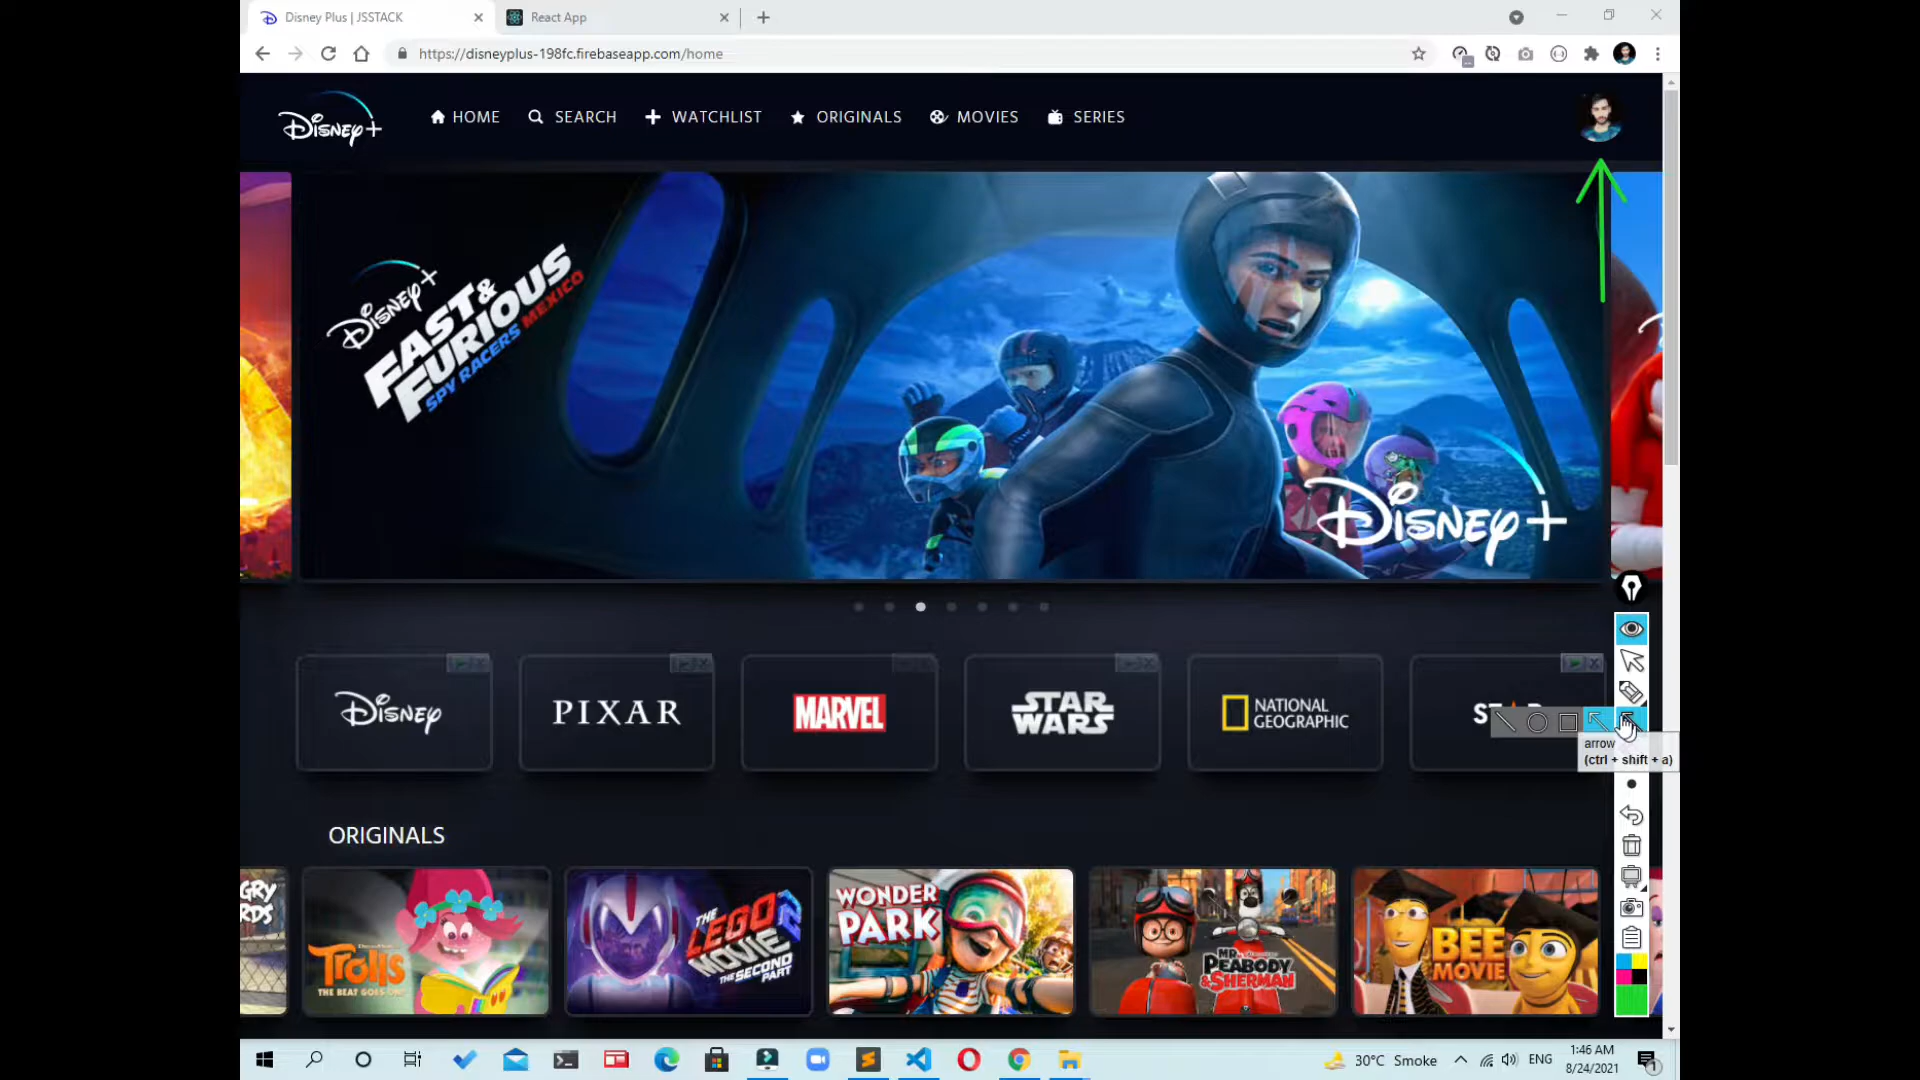 Disney Plus | JSSTACK
React App
https://disneyplus-198fc.firebaseapp.com/home
Disney+
HOME
SEARCH
WATCHLIST
ORIGINALS
MOVIES
SERIES
Disney+
FAST &
FURIOUS
SPY RACERS MEXICO
Disney+
Disney
PIXAR
MARVEL
STAR
WARS
NATIONAL
GEOGRAPHIC
arrow
(ctrl + shift + a)
ORIGINALS
TROLLS
THE BEAT GOES ON!
THE
LEGO
MOVIE 2
THE SECOND
PART
WONDER
PARK
MR.
PEABODY
& SHERMAN
BEE
MOVIE
30°C Smoke
ENG
1:46 AM
8/24/2021
1